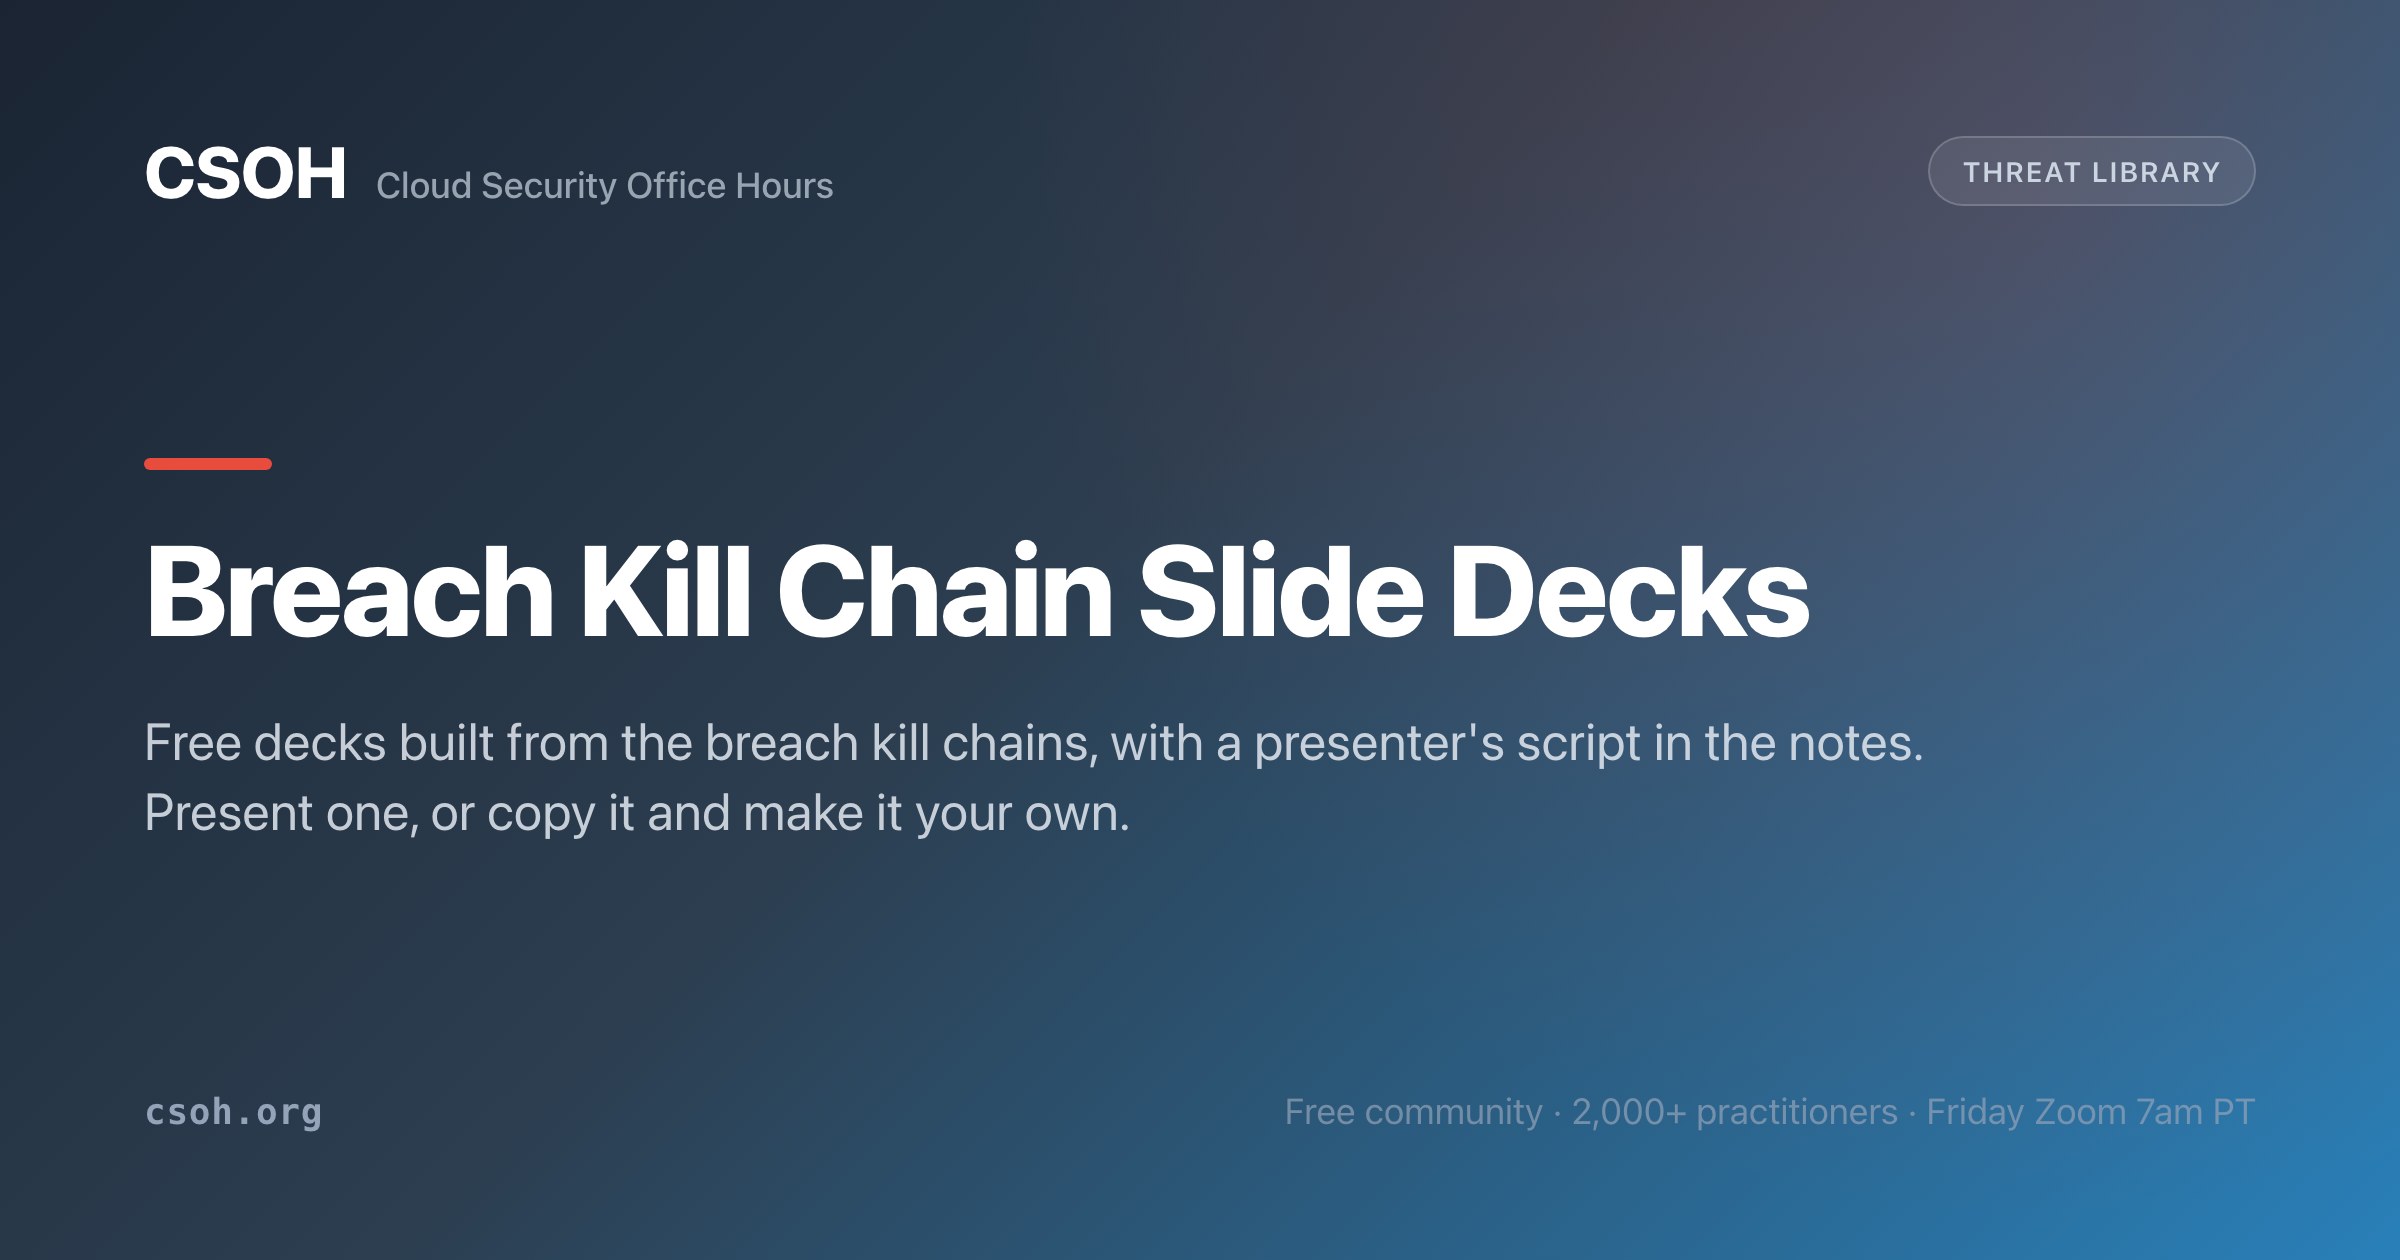 CSOH Cloud Security Office Hours
THREAT LIBRARY
Breach Kill Chain Slide Decks
Free decks built from the breach kill chains, with a presenter's script in the notes.
Present one, or copy it and make it your own.
csoh.org
Free community · 2,000+ practitioners · Friday Zoom 7am PT